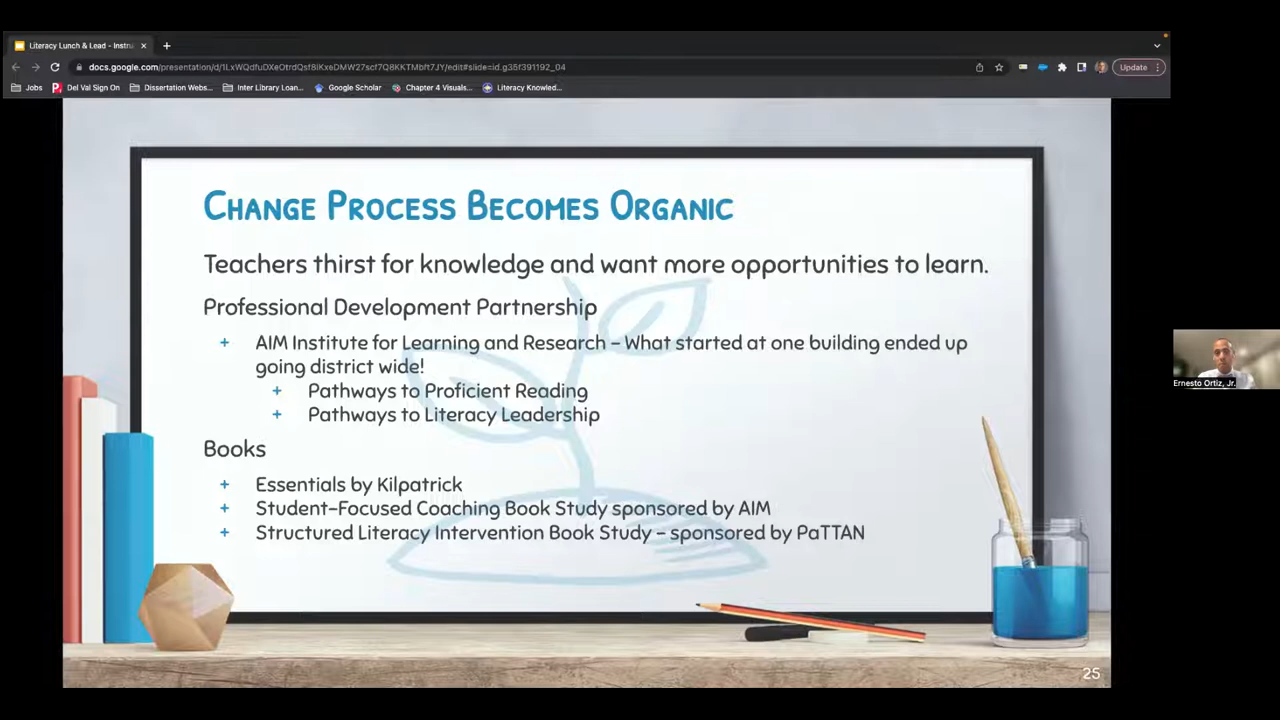 Literacy Lunch & Lead - Instru
docs.google.com/presentation/d/1LxWQdfuDXeOtrdQsf8iKxeDMW27scf7Q8KKTMbft7JY/edit#slide=id.g35f391192_04
Update
Jobs
Del Val Sign On
Dissertation Webs...
Inter Library Loan...
Google Scholar
Chapter 4 Visuals...
Literacy Knowled...
Change Process Becomes Organic
Teachers thirst for knowledge and want more opportunities to learn.
Professional Development Partnership
+ AIM Institute for Learning and Research – What started at one building ended up
going district wide!
+ Pathways to Proficient Reading
+ Pathways to Literacy Leadership
Books
+ Essentials by Kilpatrick
+ Student-Focused Coaching Book Study sponsored by AIM
+ Structured Literacy Intervention Book Study – sponsored by PaTTAN
25
Ernesto Ortiz, Jr.